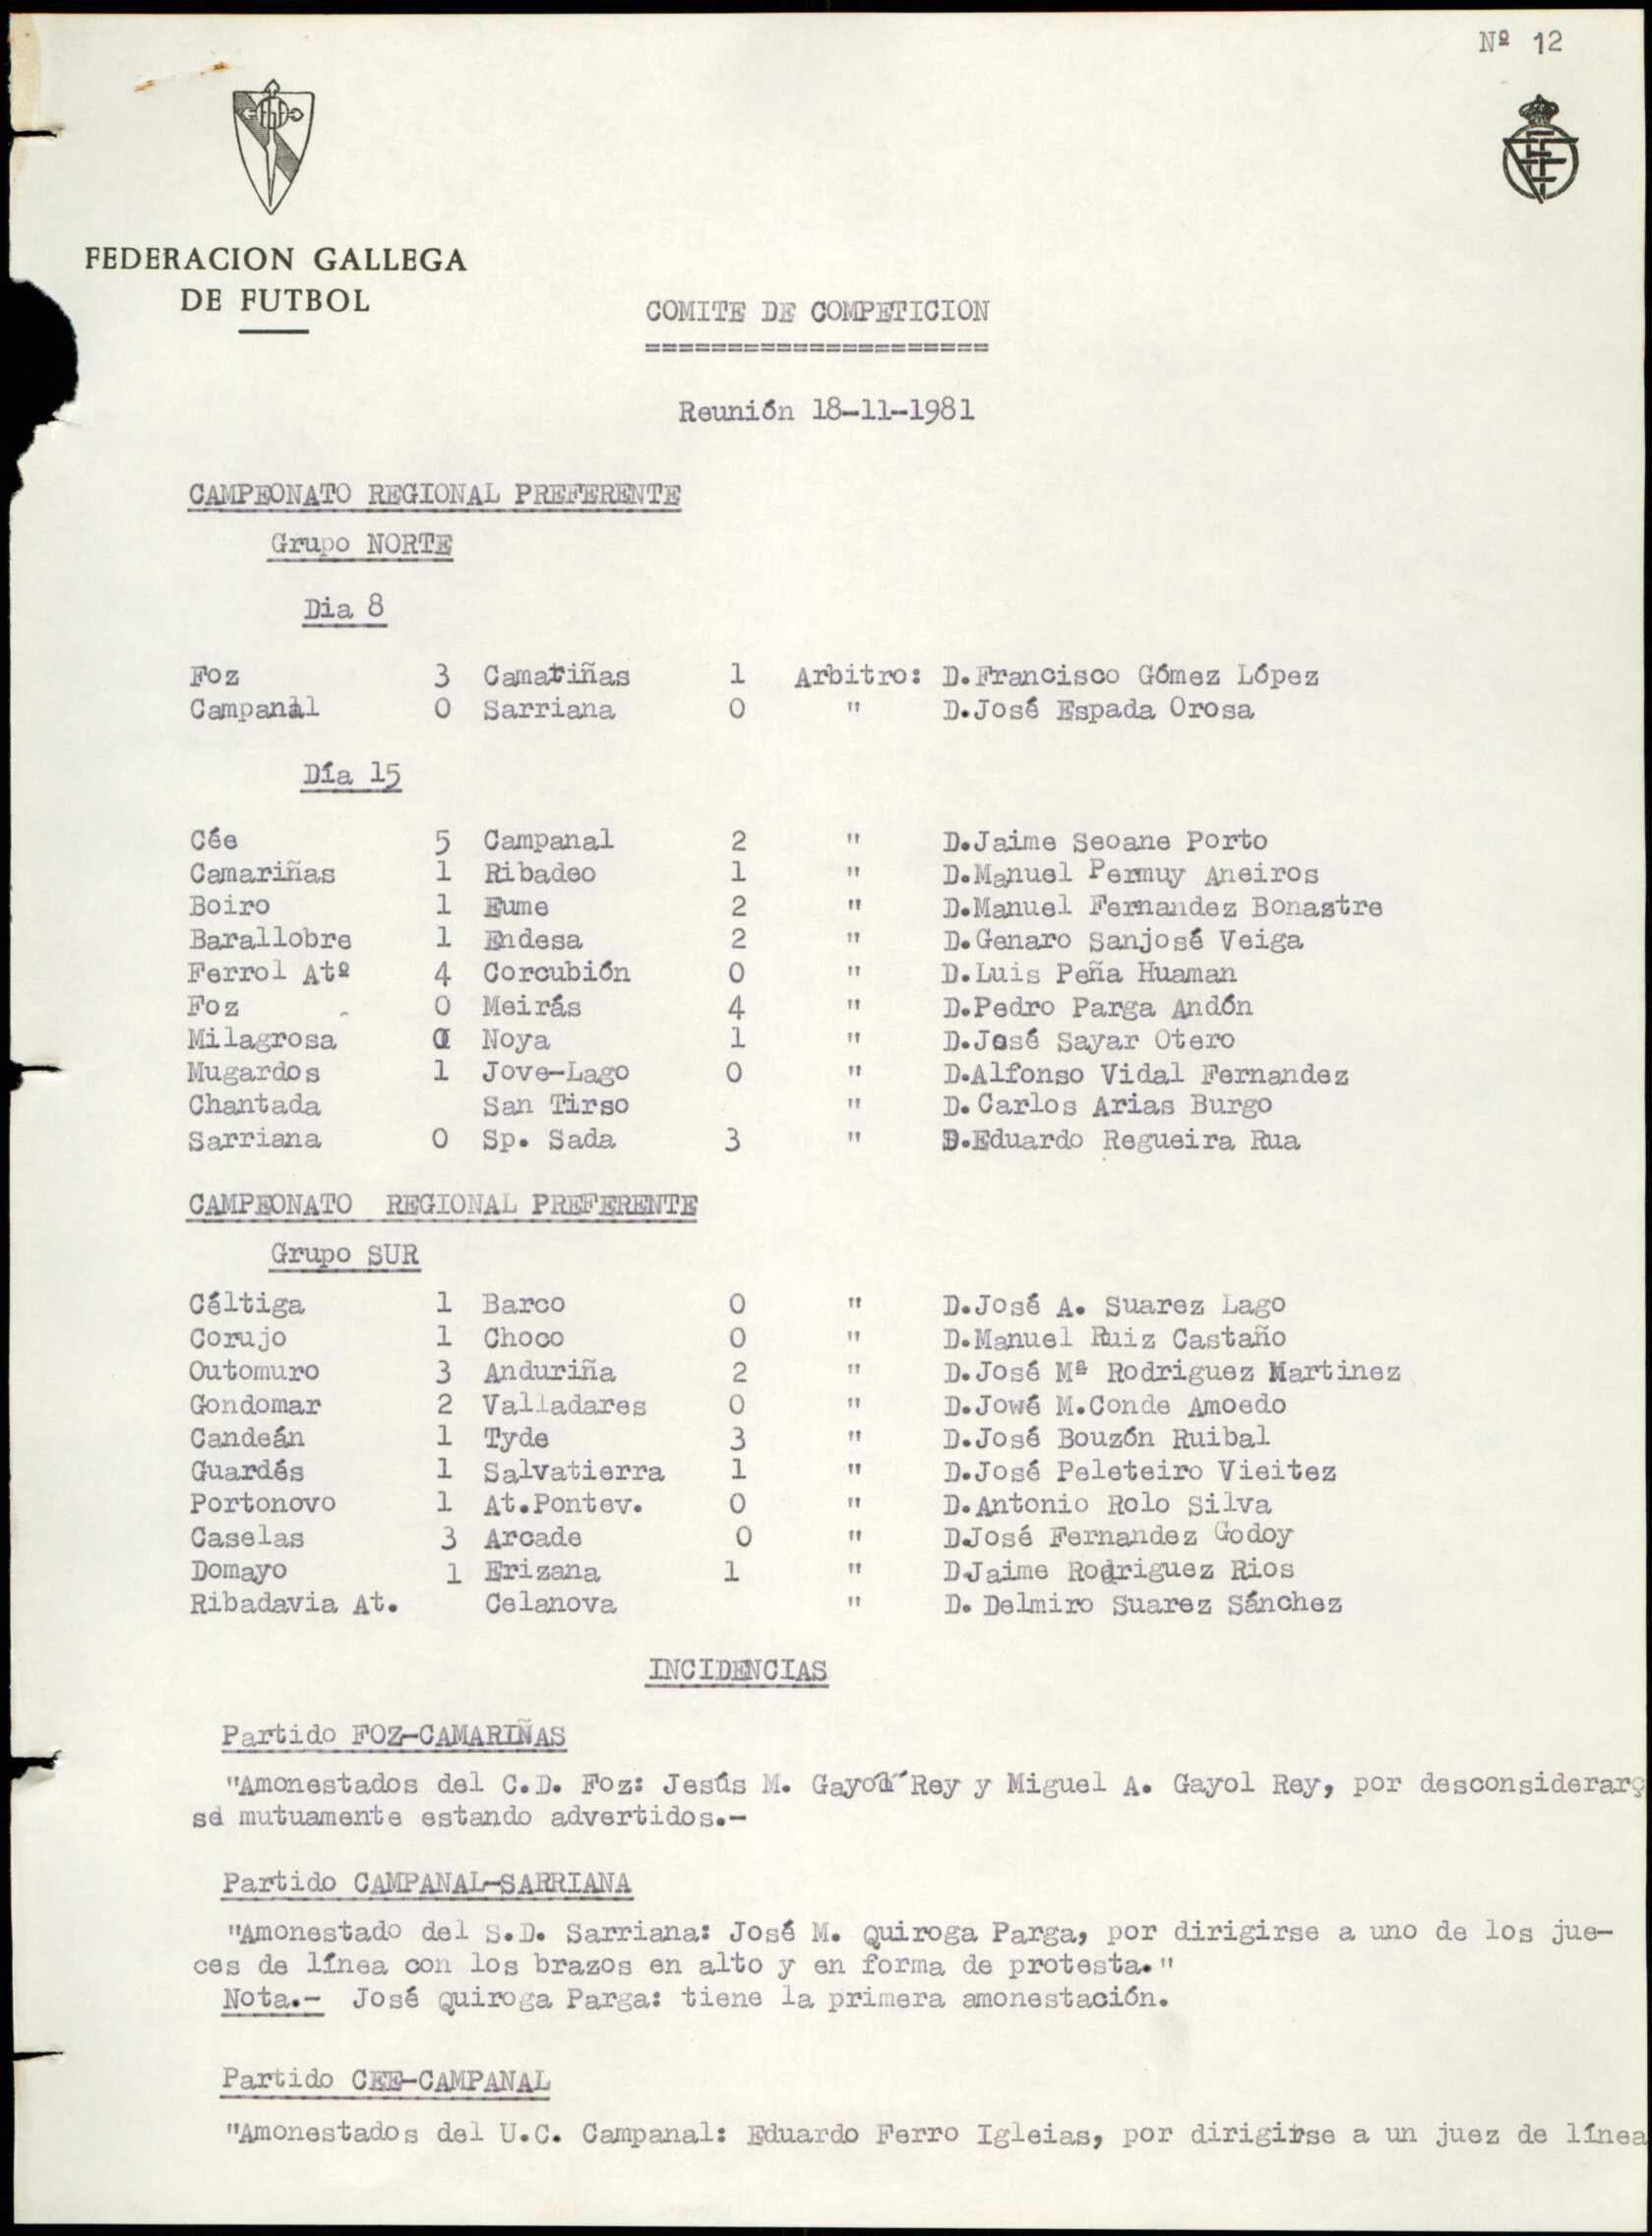 Nº 12
FEDERACION GALLEGA
DE FUTBOL
COMITE DE COMPETICION
=====================
Reunión 18-11-1981
CAMPEONATO REGIONAL PREFERENTE
Grupo NORTE
Dia 8
Foz 3 Camariñas 1 Arbitro: D.Francisco Gómez López
Campanal 0 Sarriana 0 " D.José Espada Orosa
Día 15
Cée 5 Campanal 2 " D.Jaime Seoane Porto
Camariñas 1 Ribadeo 1 " D.Manuel Permuy Aneiros
Boiro 1 Eume 2 " D.Manuel Fernandez Bonastre
Barallobre 1 Endesa 2 " D.Genaro Sanjosé Veiga
Ferrol Atº 4 Corcubión 0 " D.Luis Peña Huaman
Foz 0 Meirás 4 " D.Pedro Parga Andón
Milagrosa Noya 1 " D.José Sayar Otero
Mugardos 1 Jove-Lago 0 " D.Alfonso Vidal Fernandez
Chantada San Tirso " D.Carlos Arias Burgo
Sarriana 0 Sp. Sada 3 " D.Eduardo Regueira Rua
CAMPEONATO REGIONAL PREFERENTE
Grupo SUR
Céltiga 1 Barco 0 " D.José A. Suarez Lago
Corujo 1 Choco 0 " D.Manuel Ruiz Castaño
Outomuro 3 Anduriña 2 " D.José Mª Rodriguez Martinez
Gondomar 2 Valladares 0 " D.Jowé M.Conde Amoedo
Candeán 1 Tyde 3 " D.José Bouzón Ruibal
Guardés 1 Salvatierra 1 " D.José Peleteiro Vieitez
Portonovo 1 At.Pontev. 0 " D.Antonio Rolo Silva
Caselas 3 Arcade 0 " D.José Fernandez Godoy
Domayo 1 Erizana 1 " D.Jaime Rodriguez Rios
Ribadavia At. Celanova " D. Delmiro Suarez Sánchez
INCIDENCIAS
Partido FOZ-CAMARIÑAS
"Amonestados del C.D. Foz: Jesús M. Gayol Rey y Miguel A. Gayol Rey, por desconsiderarç
se mutuamente estando advertidos.-
Partido CAMPANAL-SARRIANA
"Amonestado del S.D. Sarriana: José M. Quiroga Parga, por dirigirse a uno de los jue-
ces de línea con los brazos en alto y en forma de protesta."
Nota.- José Quiroga Parga: tiene la primera amonestación.
Partido CEE-CAMPANAL
"Amonestados del U.C. Campanal: Eduardo Ferro Igleias, por dirigirse a un juez de línea